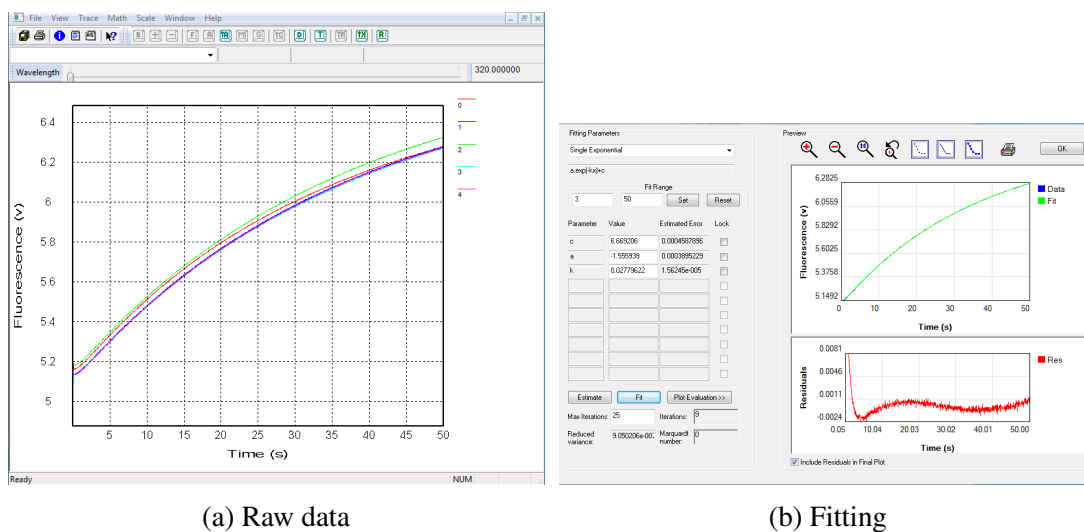 File View Trace Math Scale Window Help
Wavelength 320.000000
6.4
6.2
6
5.8
5.6
5.4
5.2
5
Fluorescence (v)
5 10 15 20 25 30 35 40 45 50
Time (s)
0
1
2
3
4
Ready NUM
(a) Raw data
Fitting Parameters
Single Exponential
a.exp(-kx)+c
Fit Range
3 50 Set Reset
Parameter Value Estimated Error Lock
c 6.669206 0.0004587896
a -1.555939 0.0003895229
k 0.02779622 1.56245e-005
Estimate Fit Plot Evaluation >>
Max Iterations: 25 Iterations: 9
Reduced variance: 9.050206e-007 Marquardt number: 0
Preview
OK
6.2825
6.0559
5.8292
5.6025
5.3758
5.1492
Fluorescence (v)
0 10 20 30 40 50
Time (s)
Data
Fit
0.0081
0.0046
0.0011
-0.0024
Residuals
0.05 10.04 20.03 30.02 40.01 50.00
Time (s)
Res
Include Residuals in Final Plot
(b) Fitting